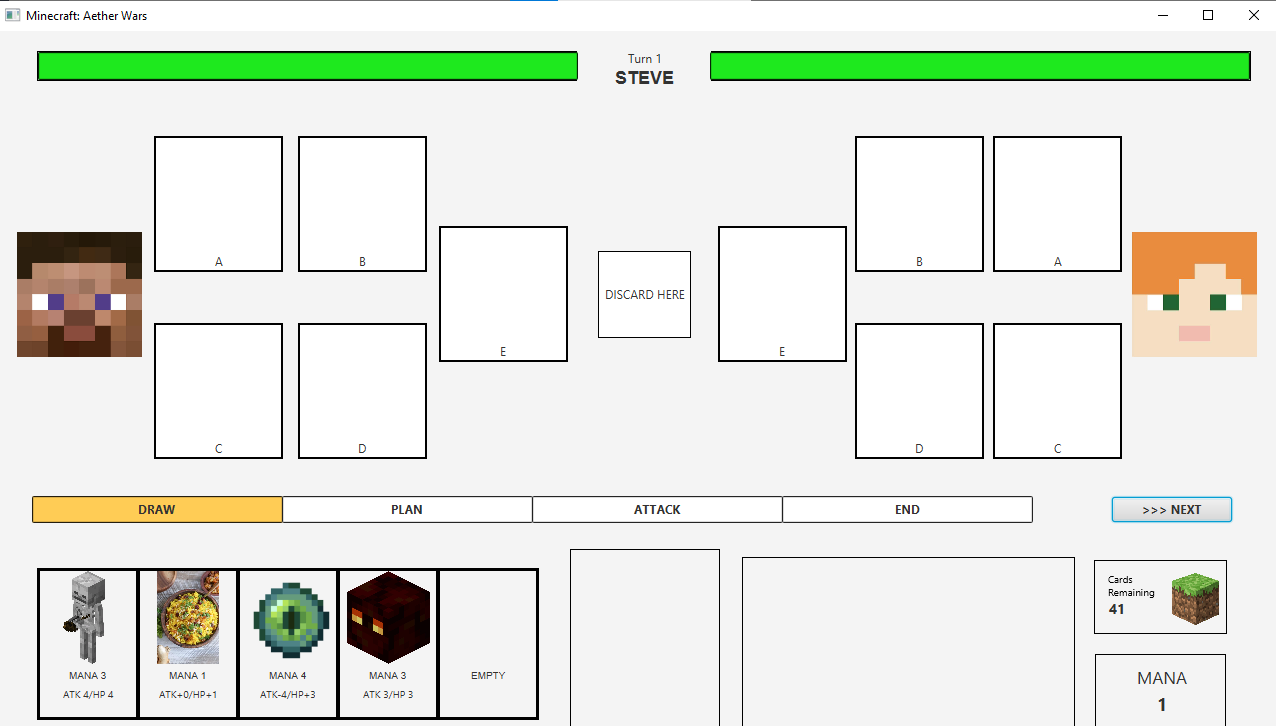 Minecraft: Aether Wars
Turn 1
STEVE
A
B
B
A
E
DISCARD HERE
E
C
D
D
C
DRAW
PLAN
ATTACK
END
>>> NEXT
Cards
Remaining
41
MANA 3
ATK 4/HP 4
MANA 1
ATK+0/HP+1
MANA 4
ATK-4/HP+3
MANA 3
ATK 3/HP 3
EMPTY
MANA
1